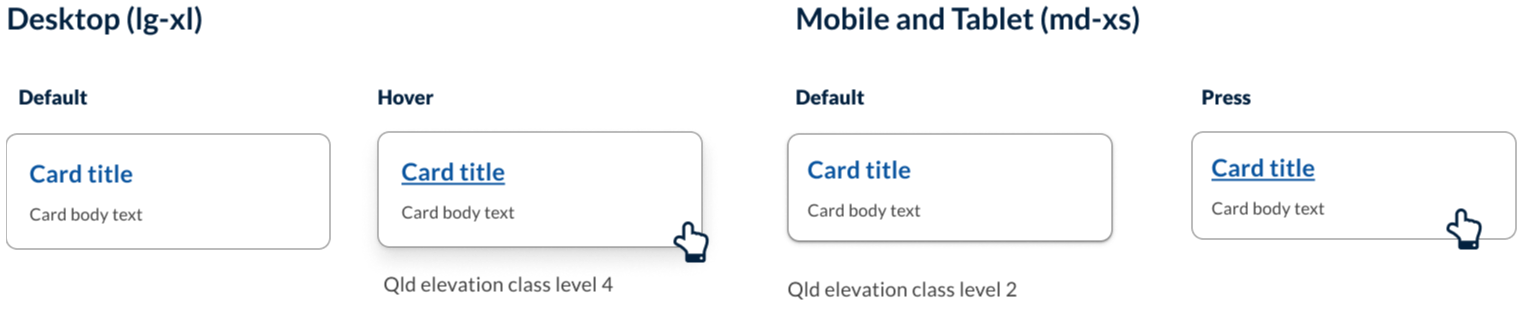 Desktop (lg-xl)
Default
Hover
Card title
Card body text
Card title
Card body text
Qld elevation class level 4
Mobile and Tablet (md-xs)
Default
Press
Card title
Card body text
Card title
Card body text
Qld elevation class level 2